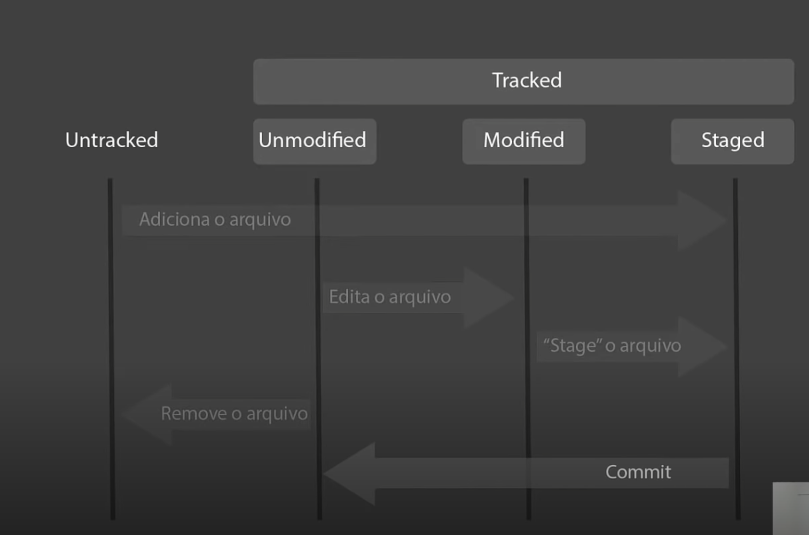 Tracked
Untracked
Unmodified
Modified
Staged
Adiciona o arquivo
Edita o arquivo
“Stage” o arquivo
Remove o arquivo
Commit